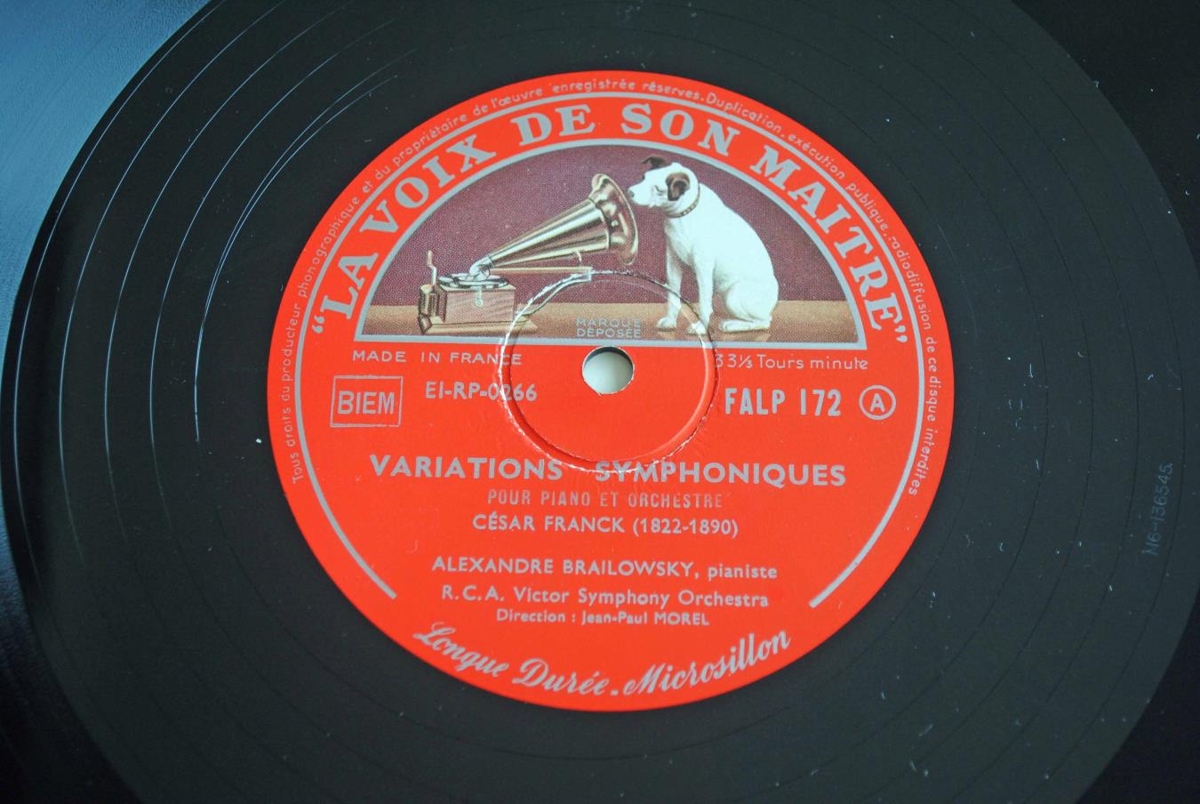 Tous droits du producteur phonographique et du propriétaire de l'œuvre enregistrée réservés. Duplication, exécution publique, radiodiffusion de ce disque interdites
"LA VOIX DE SON MAITRE"
MARQUE
DÉPOSÉE
MADE IN FRANCE
33⅓ Tours minute
BIEM
EI-RP-0266
FALP 172
A
VARIATIONS SYMPHONIQUES
POUR PIANO ET ORCHESTRE
CÉSAR FRANCK (1822-1890)
ALEXANDRE BRAILOWSKY, pianiste
R.C.A. Victor Symphony Orchestra
Direction : Jean-Paul MOREL
Longue Durée - Microsillon